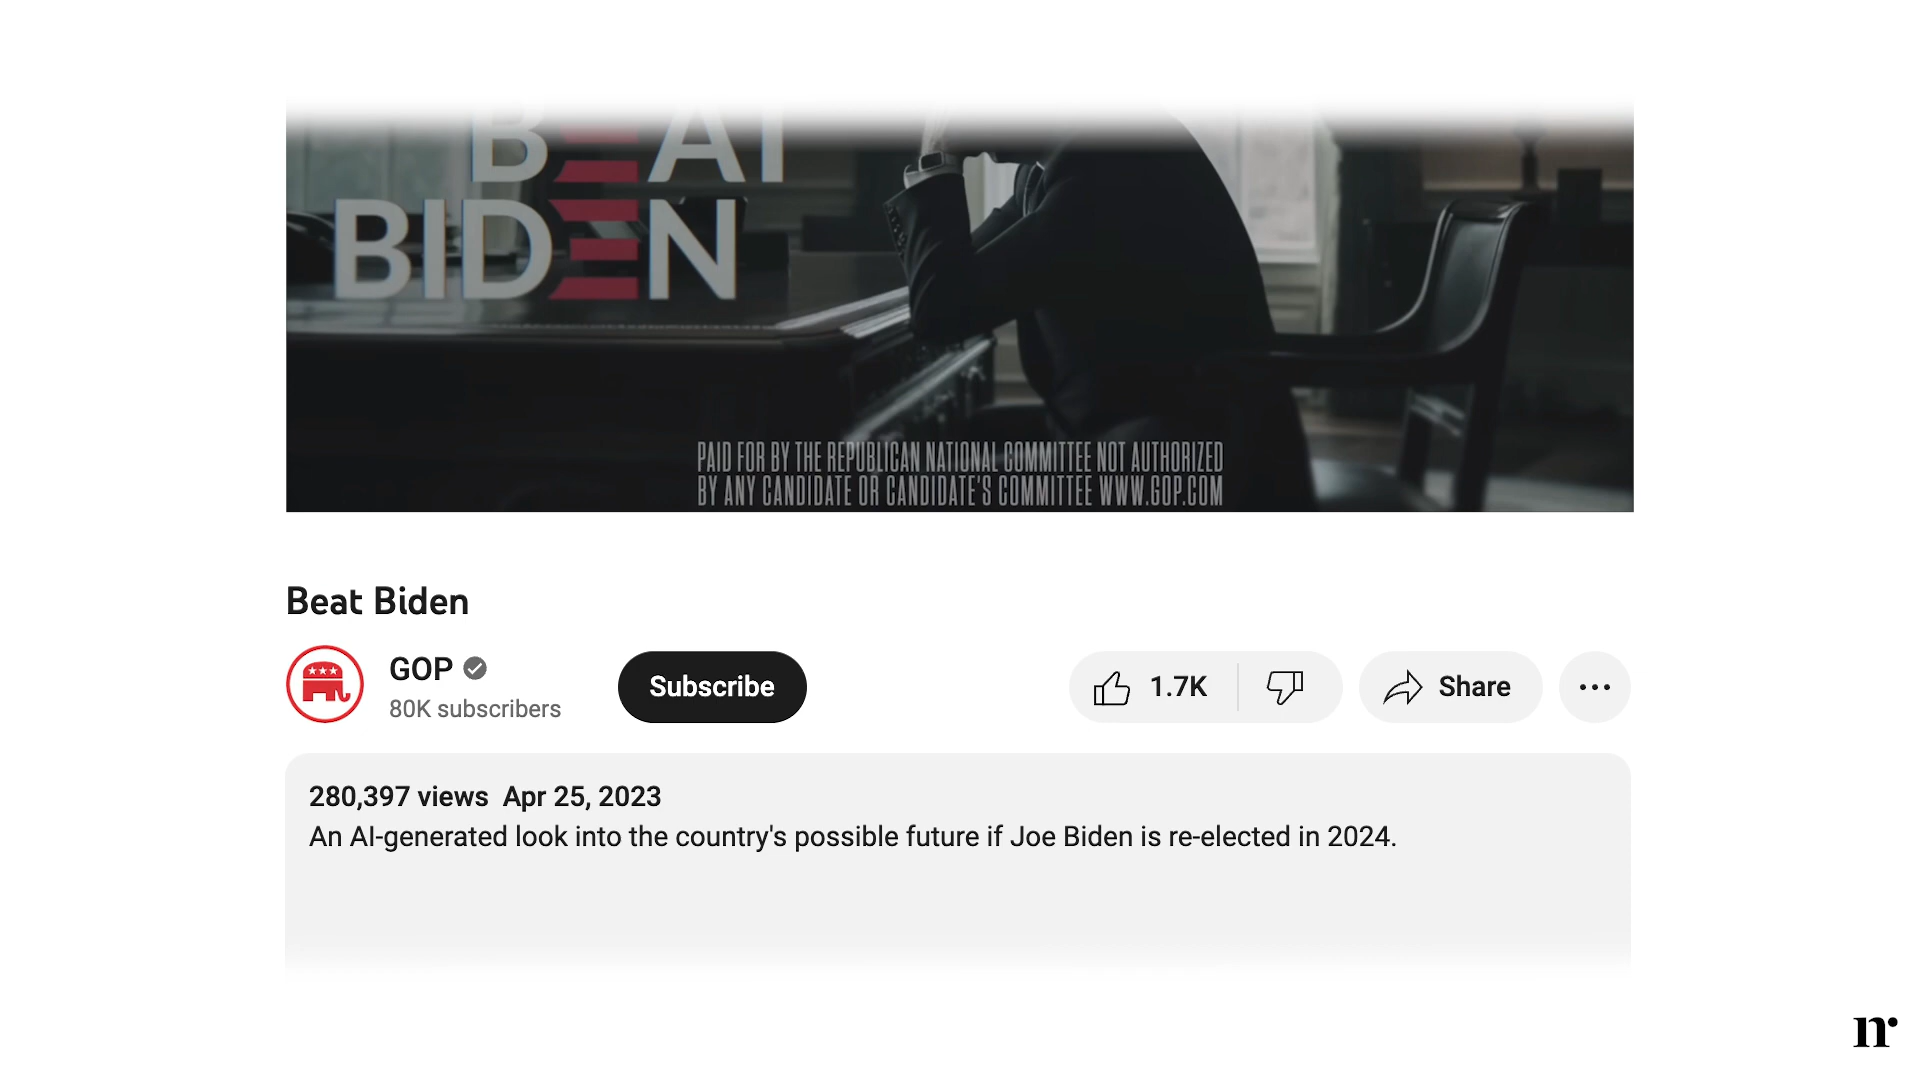 BEAT
BIDEN
PAID FOR BY THE REPUBLICAN NATIONAL COMMITTEE NOT AUTHORIZED
BY ANY CANDIDATE OR CANDIDATE'S COMMITTEE WWW.GOP.COM
Beat Biden
GOP
80K subscribers
Subscribe
1.7K
Share
280,397 views Apr 25, 2023
An AI-generated look into the country's possible future if Joe Biden is re-elected in 2024.
nr